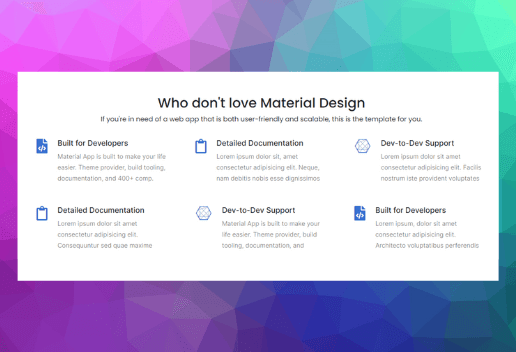 Who don't love Material Design
If you're in need of a web app that is both user-friendly and scalable, this is the template for you.
Built for Developers
Material App is built to make your life
easier. Theme provider, build tooling,
documentation, and 400+ comp.
Detailed Documentation
Lorem ipsum dolor sit, amet
consectetur adipisicing elit. Neque,
nam debitis nobis esse dignissimos
Dev-to-Dev Support
Lorem ipsum dolor sit, amet
consectetur adipisicing elit. Facilis
nostrum iste provident voluptates
Detailed Documentation
Lorem ipsum dolor sit, amet
consectetur adipisicing elit.
Consequuntur sed quae maxime
Dev-to-Dev Support
Material App is built to make your
life easier. Theme provider, build
tooling, documentation, and
Built for Developers
Lorem ipsum dolor sit, amet
consectetur adipisicing elit.
Architecto voluptatibus perferendis